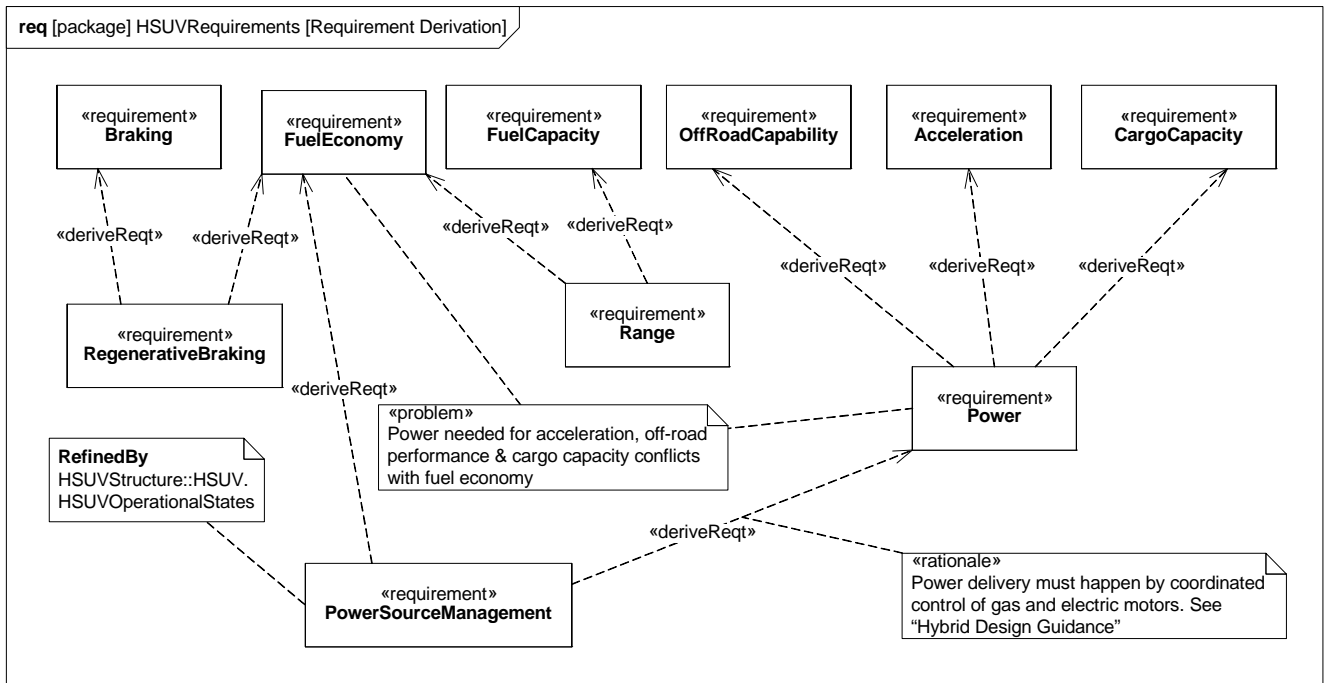 req [package] HSUVRequirements [Requirement Derivation]
«requirement»
Braking
«requirement»
FuelEconomy
«requirement»
FuelCapacity
«requirement»
OffRoadCapability
«requirement»
Acceleration
«requirement»
CargoCapacity
«deriveReqt»
«deriveReqt»
«deriveReqt»
«deriveReqt»
«deriveReqt»
«deriveReqt»
«deriveReqt»
«requirement»
RegenerativeBraking
«requirement»
Range
«deriveReqt»
«requirement»
Power
«problem»
Power needed for acceleration, off-road
performance & cargo capacity conflicts
with fuel economy
RefinedBy
HSUVStructure::HSUV.
HSUVOperationalStates
«deriveReqt»
«rationale»
Power delivery must happen by coordinated
control of gas and electric motors. See
“Hybrid Design Guidance”
«requirement»
PowerSourceManagement